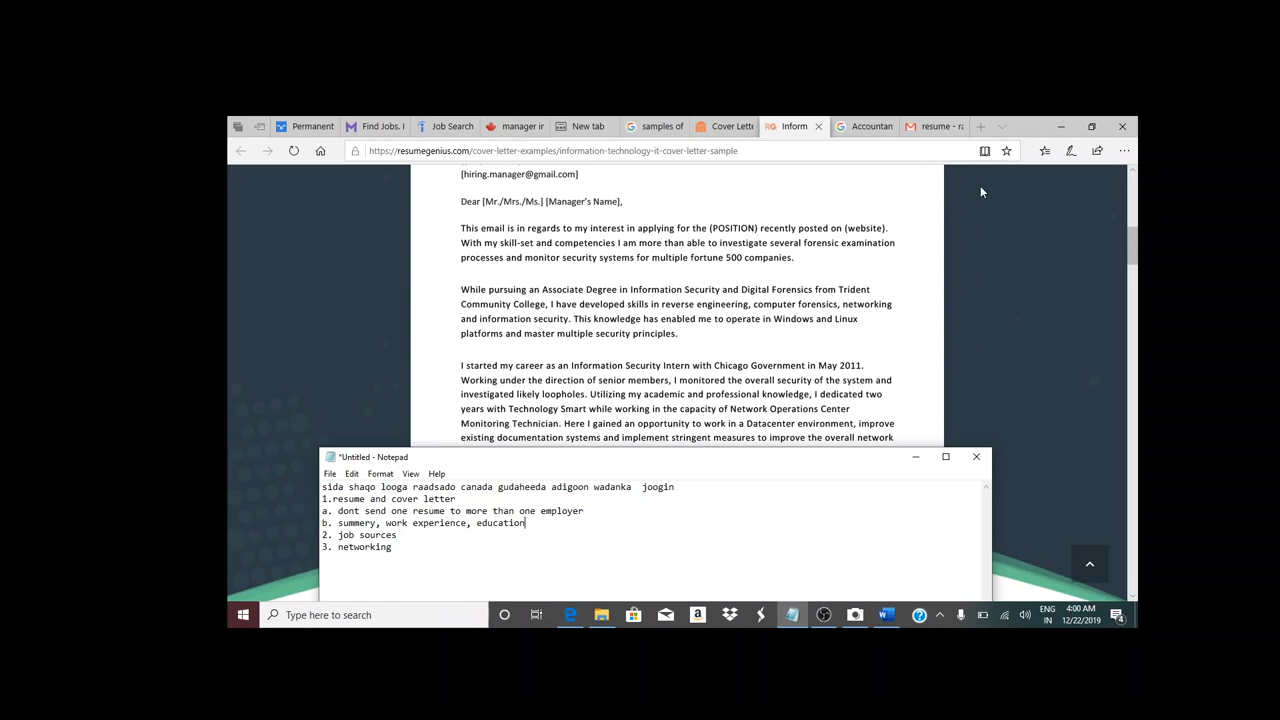 Permanent
Find Jobs. I
Job Search
manager in
New tab
samples of
Cover Lette
Inform
Accountan
resume - ra
https://resumegenius.com/cover-letter-examples/information-technology-it-cover-letter-sample
[hiring.manager@gmail.com]
Dear [Mr./Mrs./Ms.] [Manager's Name],
This email is in regards to my interest in applying for the (POSITION) recently posted on (website).
With my skill-set and competencies I am more than able to investigate several forensic examination
processes and monitor security systems for multiple fortune 500 companies.
While pursuing an Associate Degree in Information Security and Digital Forensics from Trident
Community College, I have developed skills in reverse engineering, computer forensics, networking
and information security. This knowledge has enabled me to operate in Windows and Linux
platforms and master multiple security principles.
I started my career as an Information Security Intern with Chicago Government in May 2011.
Working under the direction of senior members, I monitored the overall security of the system and
investigated likely loopholes. Utilizing my academic and professional knowledge, I dedicated two
years with Technology Smart while working in the capacity of Network Operations Center
Monitoring Technician. Here I gained an opportunity to work in a Datacenter environment, improve
existing documentation systems and implement stringent measures to improve the overall network
*Untitled - Notepad
File Edit Format View Help
sida shaqo looga raadsado canada gudaheeda adigoon wadanka  joogin
1.resume and cover letter
a. dont send one resume to more than one employer
b. summery, work experience, education
2. job sources
3. networking
Type here to search
ENG
IN
4:00 AM
12/22/2019
4